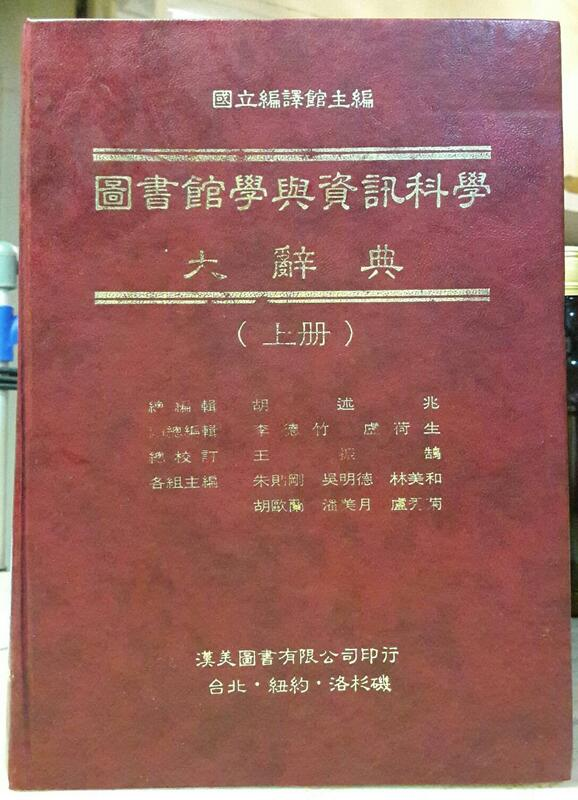 國立編譯館主編
圖書館學與資訊科學
大辭典
（上册）
總編輯 胡述兆
總編輯 李德竹 盧荷生
總校訂 王振鵠
各組主編 朱則剛 吳明德 林美和
胡歐蘭 潘美月 盧荷菊
漢美圖書有限公司印行
台北・紐約・洛杉磯